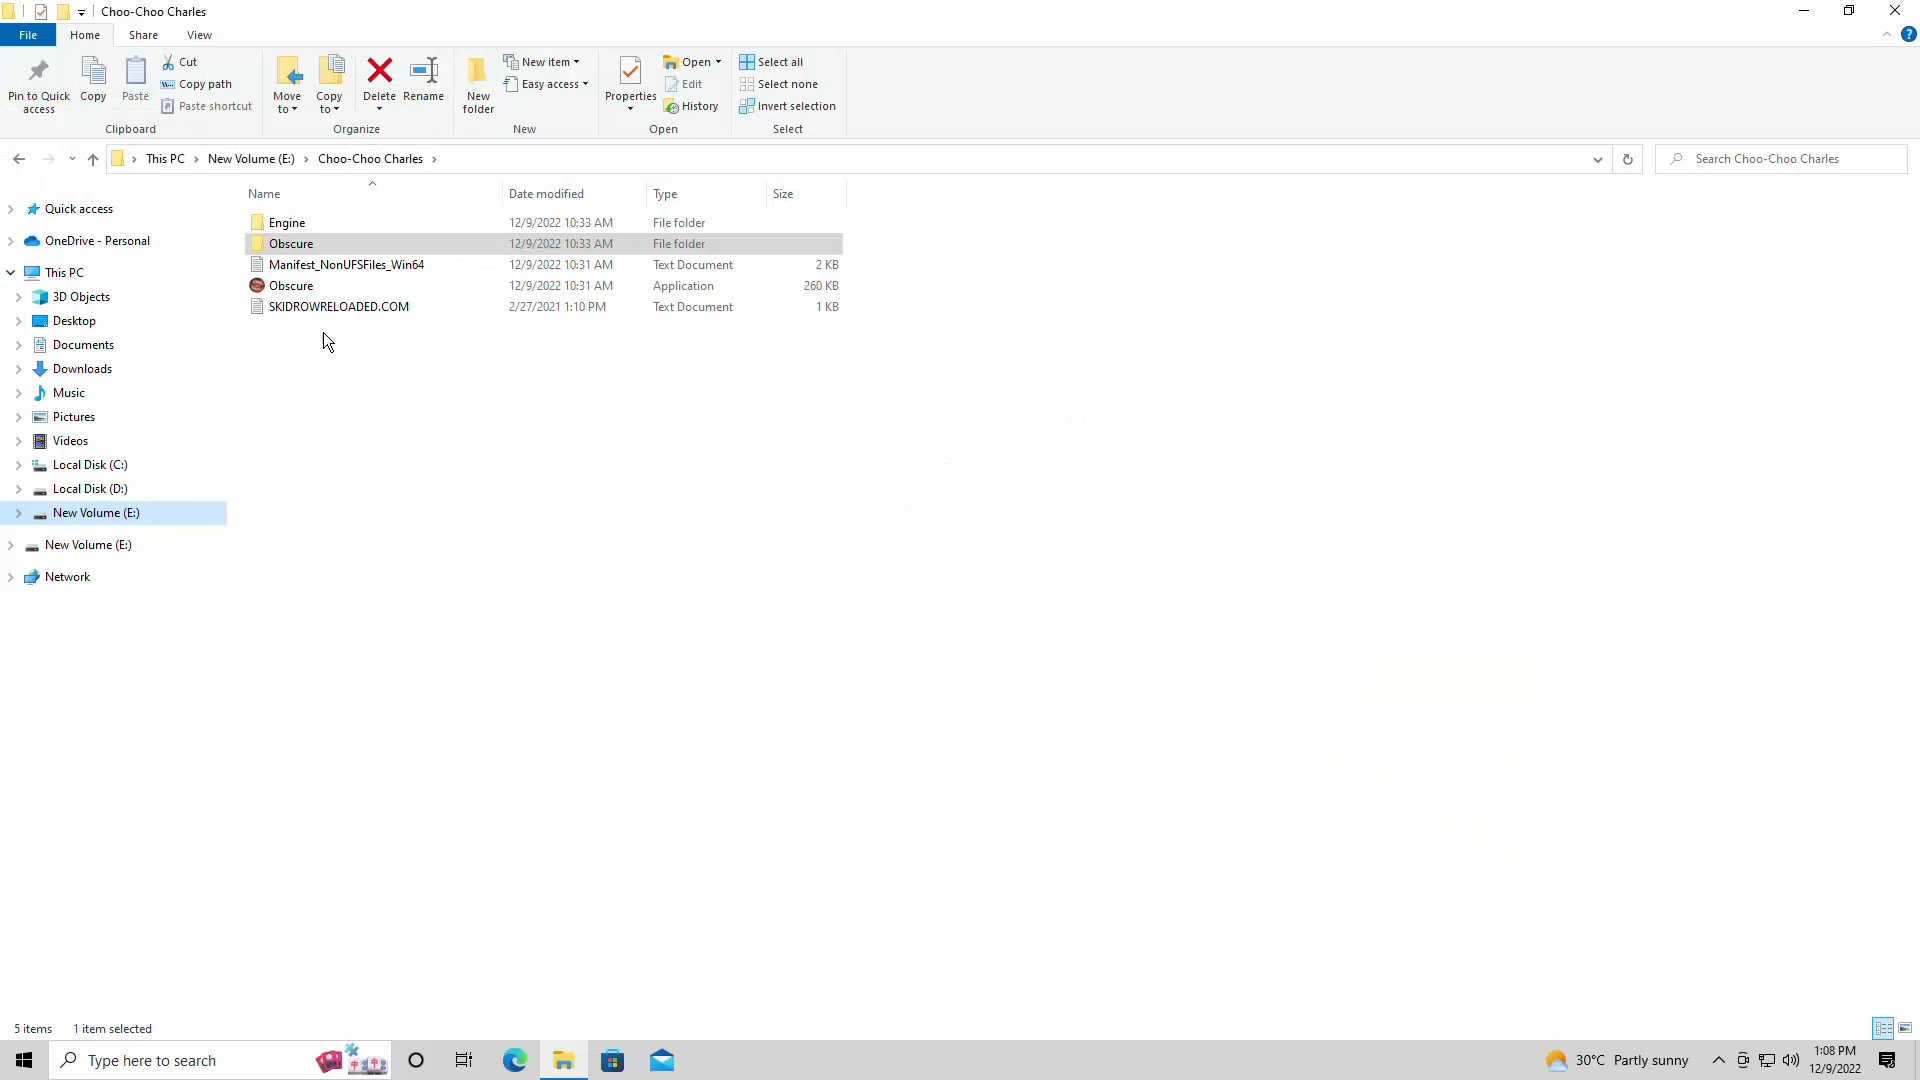 Choo-Choo Charles
File Home Share View
Pin to Quick access
Copy
Paste
Cut
Copy path
Paste shortcut
Clipboard
Move to
Copy to
Delete
Rename
Organize
New folder
New item
Easy access
New
Properties
Open
Edit
History
Open
Select all
Select none
Invert selection
Select
This PC New Volume (E:) Choo-Choo Charles
Search Choo-Choo Charles
Quick access
OneDrive - Personal
This PC
3D Objects
Desktop
Documents
Downloads
Music
Pictures
Videos
Local Disk (C:)
Local Disk (D:)
New Volume (E:)
New Volume (E:)
Network
Name Date modified Type Size
Engine 12/9/2022 10:33 AM File folder
Obscure 12/9/2022 10:33 AM File folder
Manifest_NonUFSFiles_Win64 12/9/2022 10:31 AM Text Document 2 KB
Obscure 12/9/2022 10:31 AM Application 260 KB
SKIDROWRELOADED.COM 2/27/2021 1:10 PM Text Document 1 KB
5 items 1 item selected
Type here to search
30°C Partly sunny
1:08 PM
12/9/2022